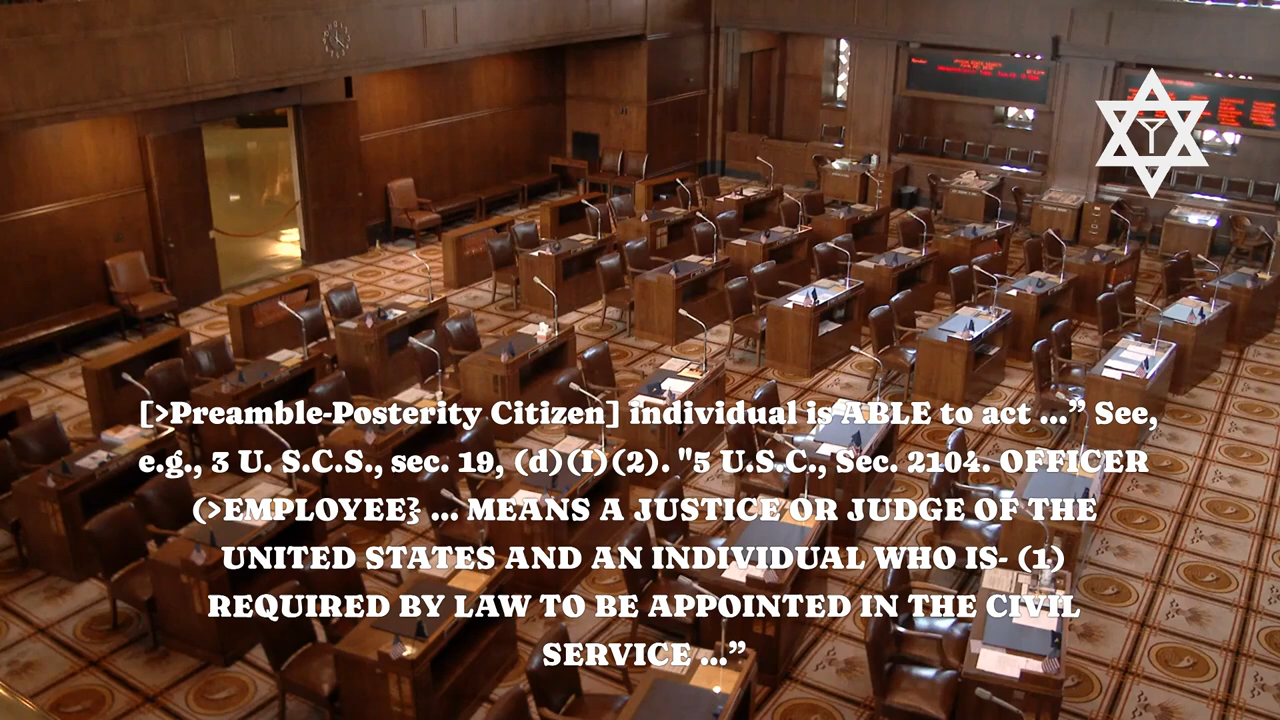 [>Preamble-Posterity Citizen] individual is ABLE to act ...” See,
e.g., 3 U. S.C.S., sec. 19, (d)(I)(2). "5 U.S.C., Sec. 2104. OFFICER
(>EMPLOYEE} ... MEANS A JUSTICE OR JUDGE OF THE
UNITED STATES AND AN INDIVIDUAL WHO IS- (1)
REQUIRED BY LAW TO BE APPOINTED IN THE CIVIL
SERVICE ...”